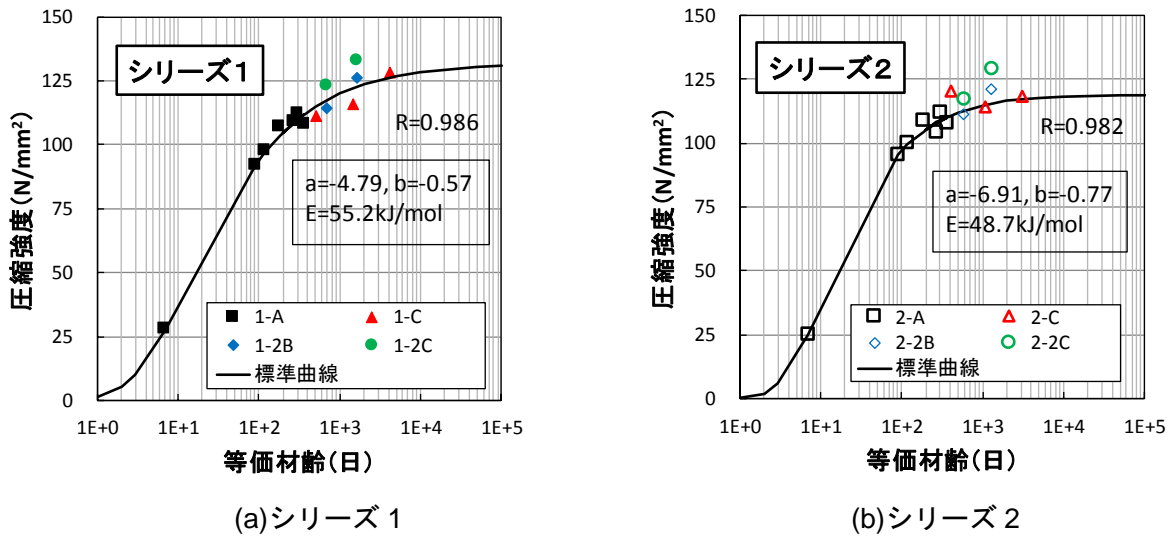 150
125
100
75
50
25
0
圧縮強度(N/mm²)
シリーズ1
R=0.986
a=-4.79, b=-0.57
E=55.2kJ/mol
1-A 1-C
1-2B 1-2C
標準曲線
1E+0 1E+1 1E+2 1E+3 1E+4 1E+5
等価材齢(日)
(a)シリーズ 1
150
125
100
75
50
25
0
圧縮強度(N/mm²)
シリーズ2
R=0.982
a=-6.91, b=-0.77
E=48.7kJ/mol
2-A 2-C
2-2B 2-2C
標準曲線
1E+0 1E+1 1E+2 1E+3 1E+4 1E+5
等価材齢(日)
(b)シリーズ 2